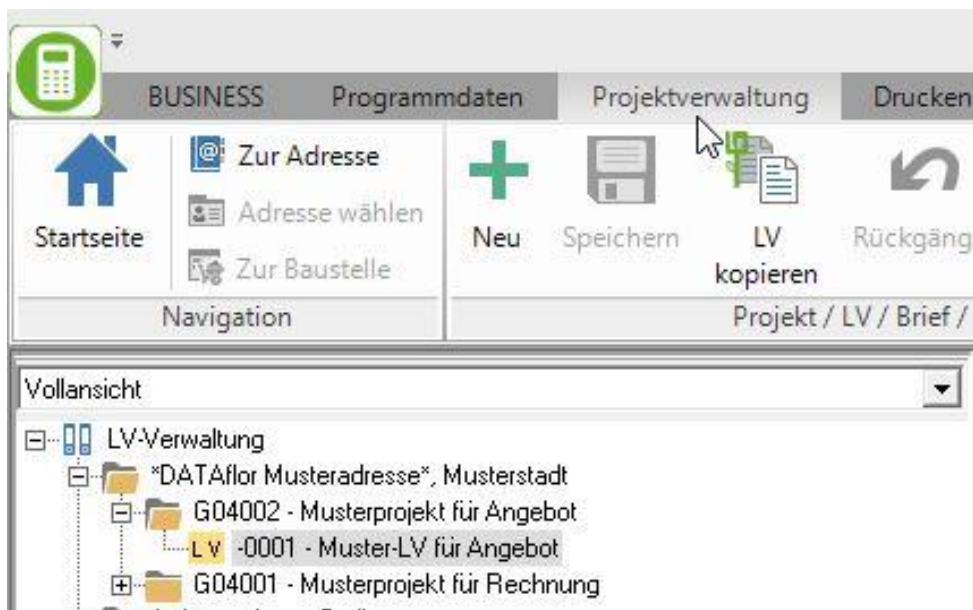 BUSINESS Programmdaten Projektverwaltung Drucken
Startseite
Zur Adresse
Adresse wählen
Zur Baustelle
Navigation
Neu
Speichern
LV
kopieren
Rückgäng
Projekt / LV / Brief /
Vollansicht
LV-Verwaltung
*DATAflor Musteradresse*, Musterstadt
G04002 - Musterprojekt für Angebot
LV -0001 - Muster-LV für Angebot
G04001 - Musterprojekt für Rechnung